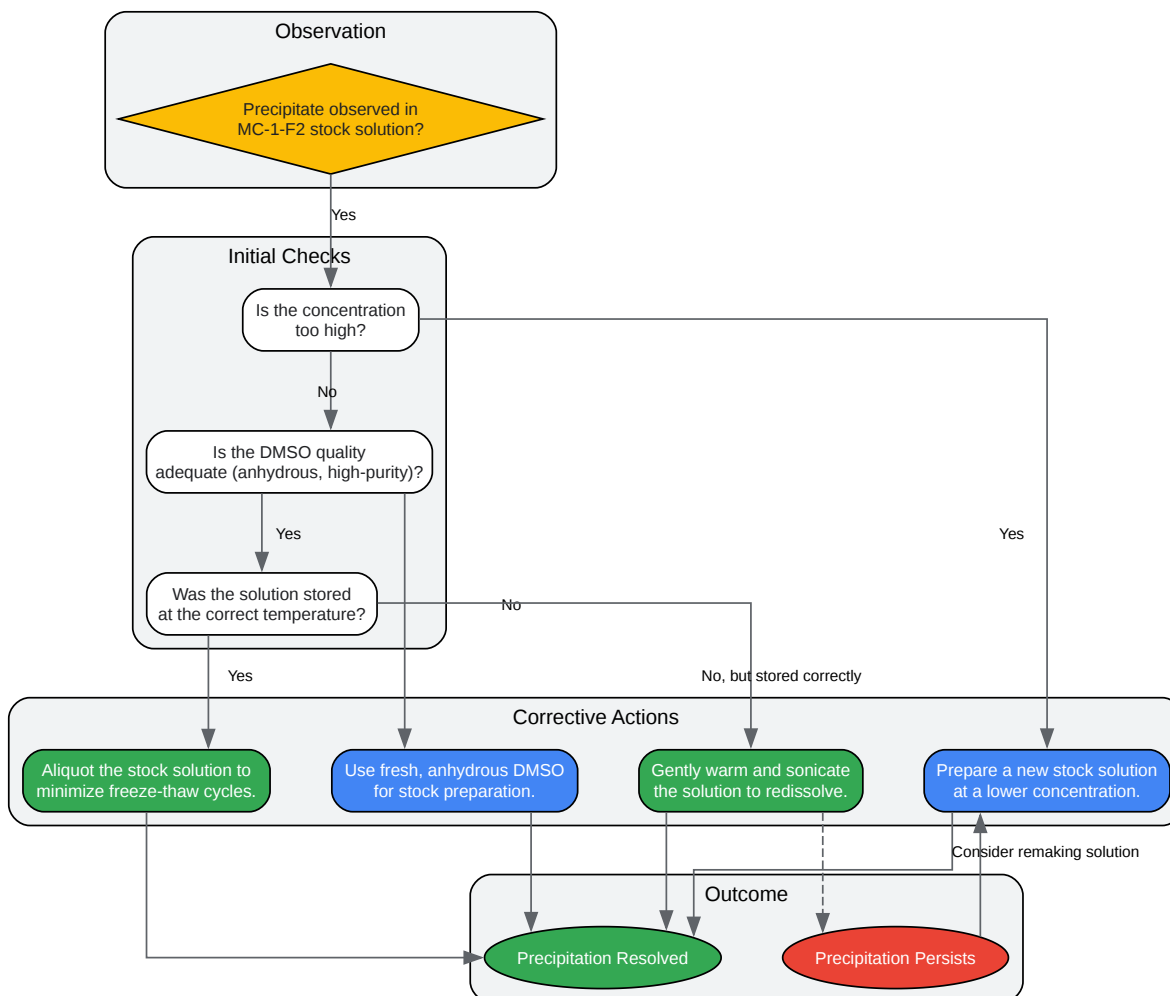 Observation
Precipitate observed in
MC-1-F2 stock solution?
Yes
Initial Checks
Is the concentration
too high?
No
Is the DMSO quality
adequate (anhydrous, high-purity)?
Yes
Yes
Was the solution stored
at the correct temperature?
No
Yes
No, but stored correctly
Corrective Actions
Aliquot the stock solution to
minimize freeze-thaw cycles.
Use fresh, anhydrous DMSO
for stock preparation.
Gently warm and sonicate
the solution to redissolve.
Prepare a new stock solution
at a lower concentration.
Consider remaking solution
Outcome
Precipitation Resolved
Precipitation Persists